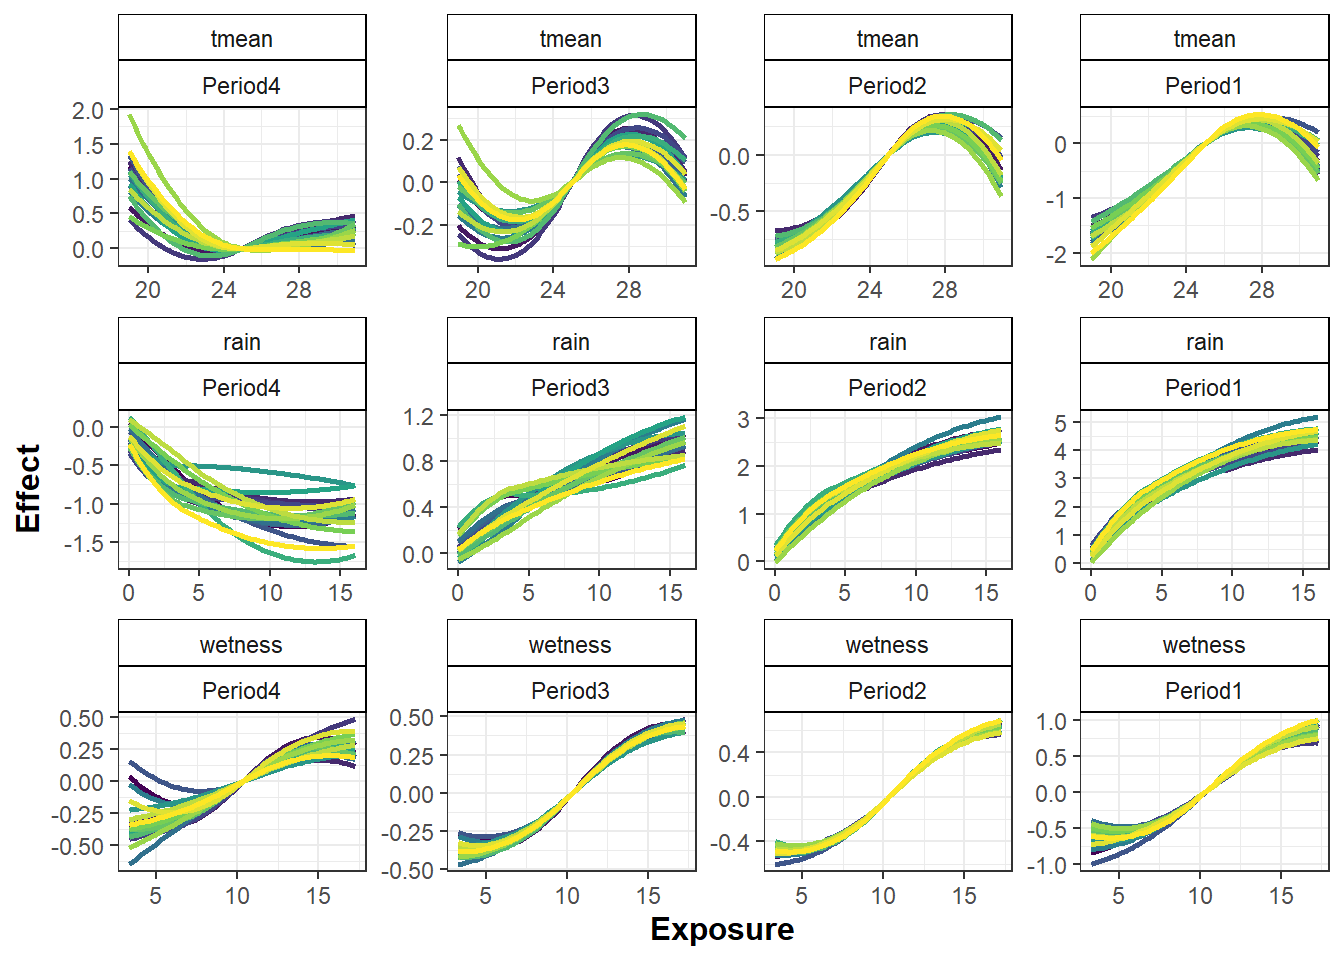 tmean tmean tmean tmean
Period4 Period3 Period2 Period1
2.0
1.5
1.0
0.5
0.0
20 24 28
0.2
0.0
-0.2
20 24 28
0.0
-0.5
20 24 28
0
-1
-2
20 24 28
rain rain rain rain
Period4 Period3 Period2 Period1
0.0
-0.5
-1.0
-1.5
0 5 10 15
1.2
0.8
0.4
0.0
0 5 10 15
3
2
1
0
0 5 10 15
5
4
3
2
1
0
0 5 10 15
wetness wetness wetness wetness
Period4 Period3 Period2 Period1
0.50
0.25
0.00
-0.25
-0.50
5 10 15
0.50
0.25
0.00
-0.25
-0.50
5 10 15
0.4
0.0
-0.4
5 10 15
1.0
0.5
0.0
-0.5
-1.0
5 10 15
Effect
Exposure